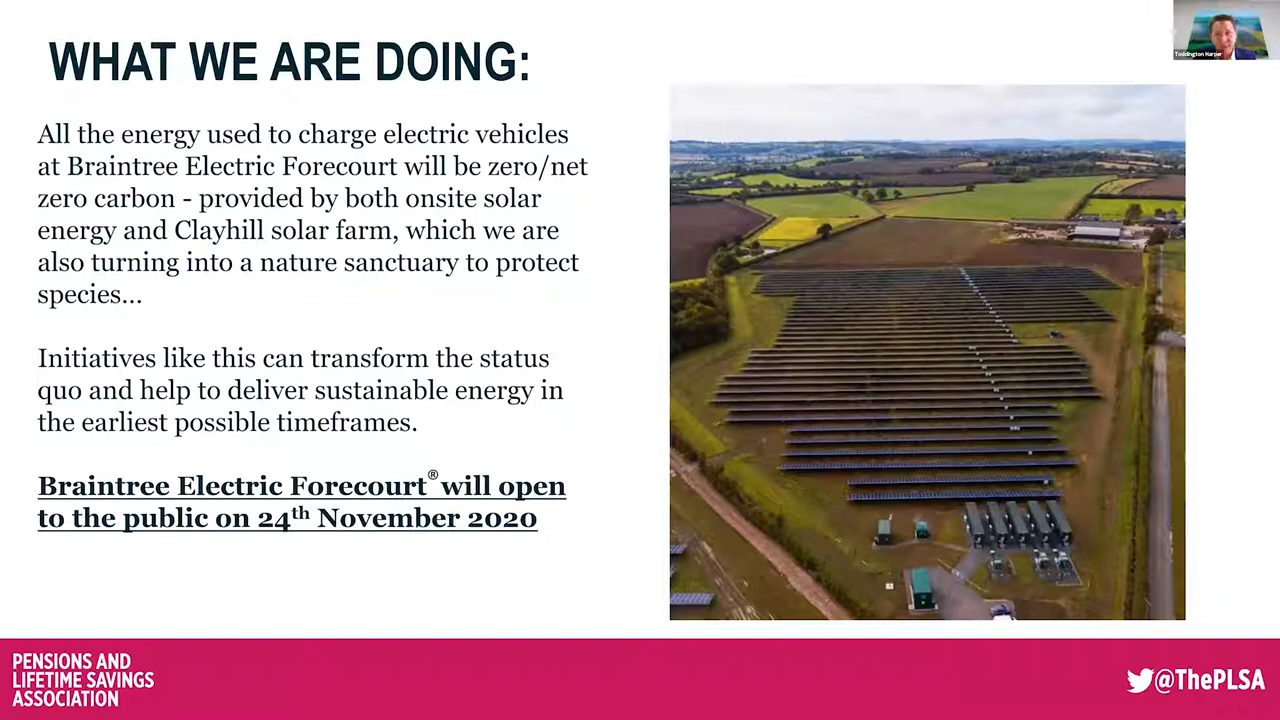 WHAT WE ARE DOING:
Toddington Harper
All the energy used to charge electric vehicles
at Braintree Electric Forecourt will be zero/net
zero carbon - provided by both onsite solar
energy and Clayhill solar farm, which we are
also turning into a nature sanctuary to protect
species...
Initiatives like this can transform the status
quo and help to deliver sustainable energy in
the earliest possible timeframes.
Braintree Electric Forecourt® will open
to the public on 24th November 2020
PENSIONS AND
LIFETIME SAVINGS
ASSOCIATION
@ThePLSA